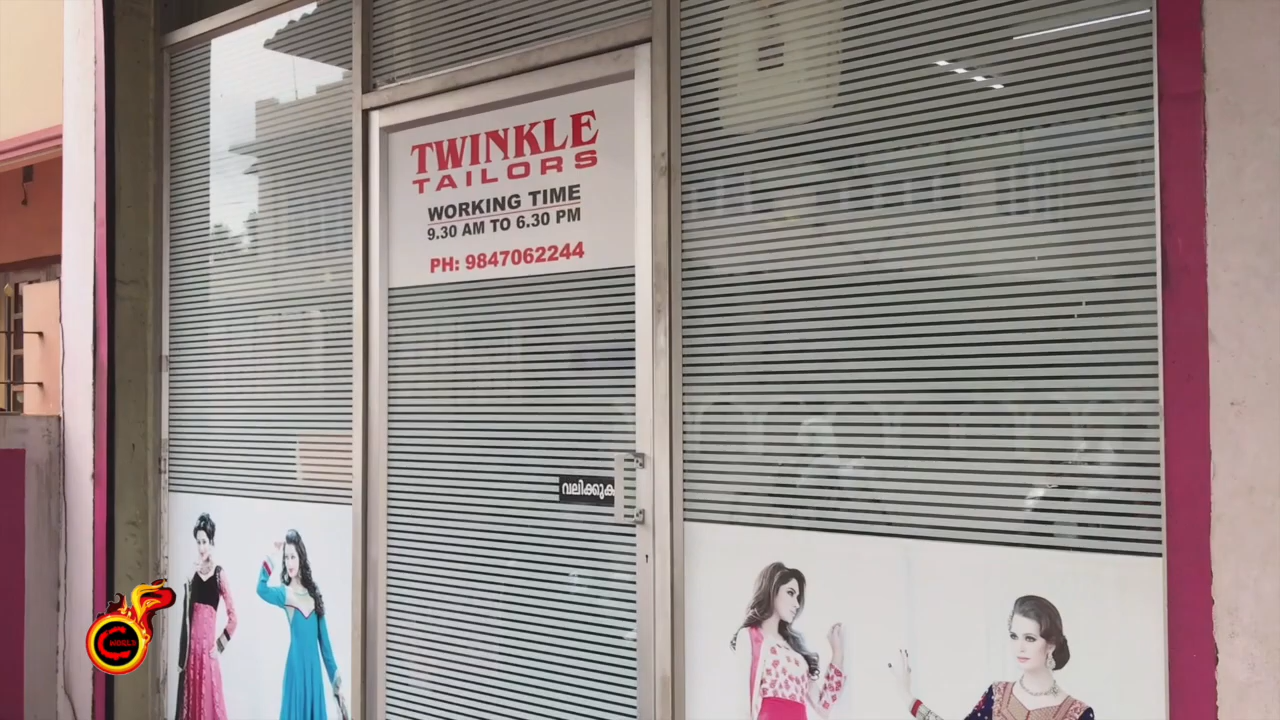 TWINKLE
TAILORS
WORKING TIME
9.30 AM TO 6.30 PM
PH: 9847062244
വലിക്കുക